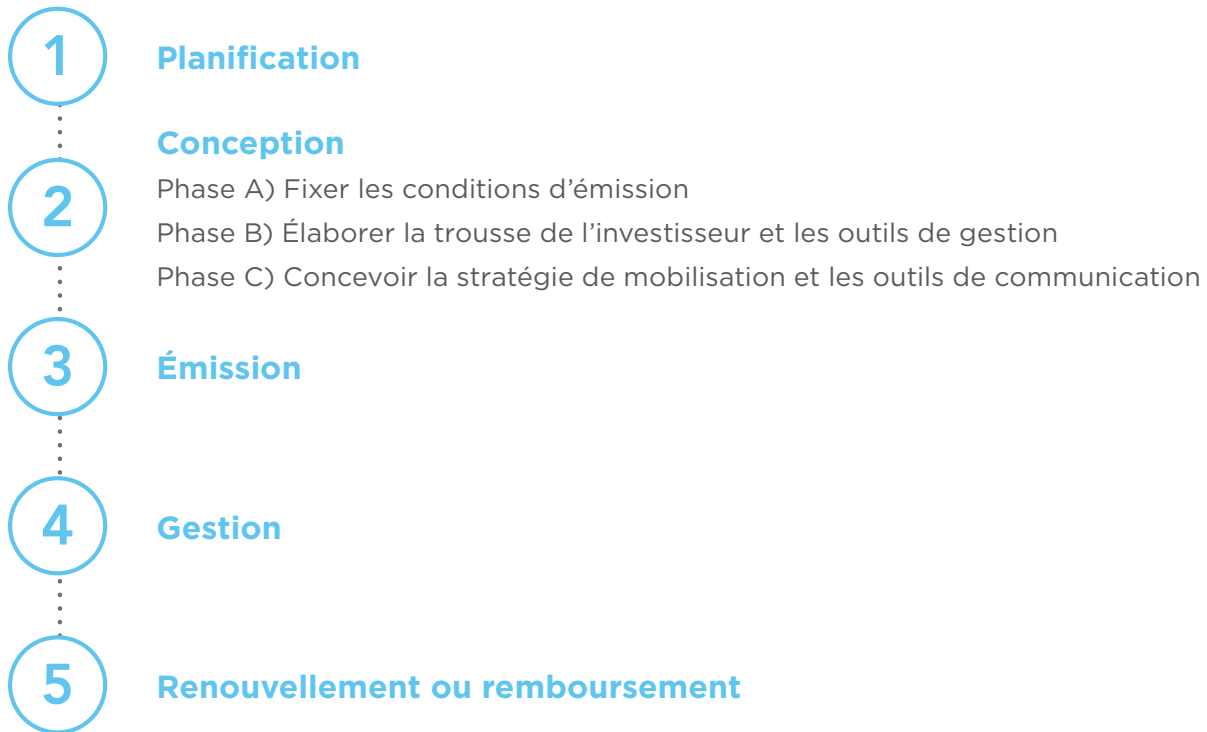 1
Planification
Conception
2
Phase A) Fixer les conditions d’émission
Phase B) Élaborer la trousse de l’investisseur et les outils de gestion
Phase C) Concevoir la stratégie de mobilisation et les outils de communication
3
Émission
4
Gestion
5
Renouvellement ou remboursement